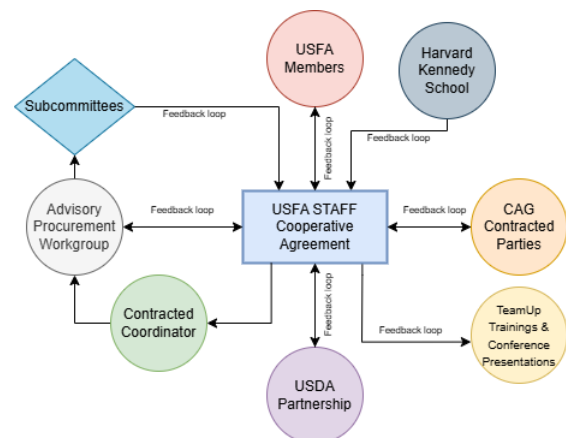 USFA
Members
Harvard
Kennedy
School
Subcommittees
Feedback loop
Feedback loop
Feedback loop
Advisory
Procurement
Workgroup
Feedback loop
USFA STAFF
Cooperative
Agreement
Feedback loop
CAG
Contracted
Parties
Contracted
Coordinator
Feedback loop
Feedback loop
TeamUp
Trainings &
Conference
Presentations
USDA
Partnership